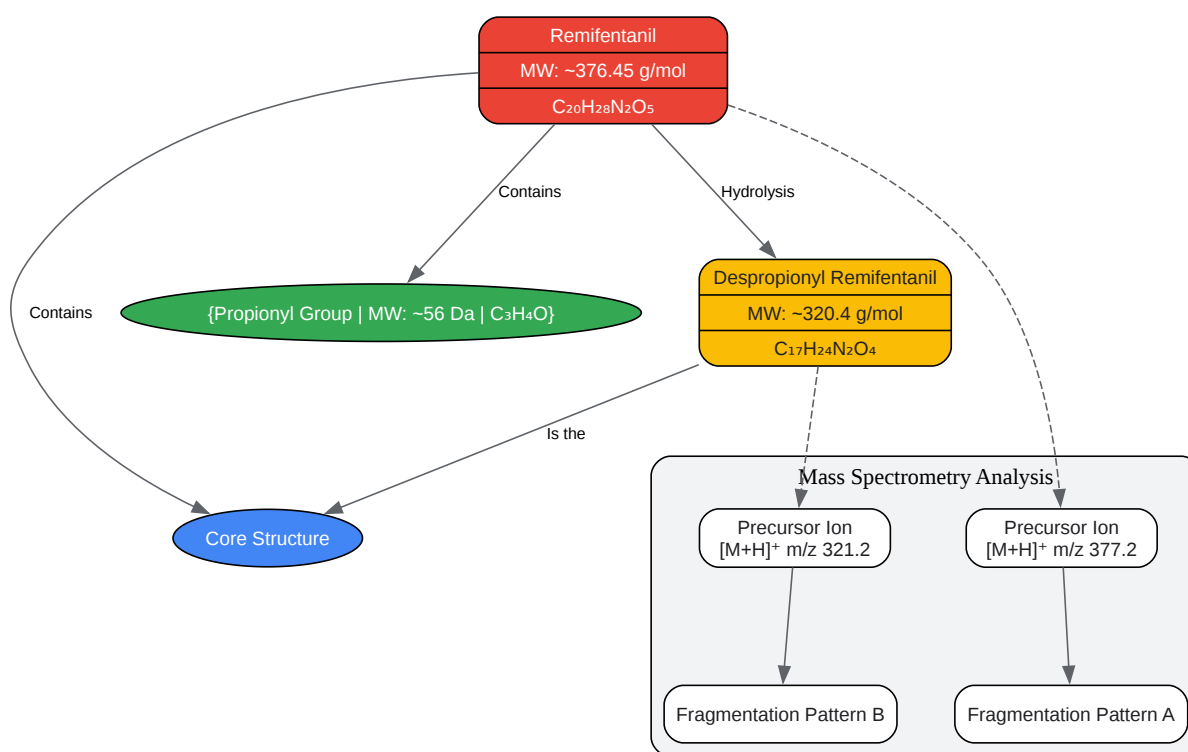 Remifentanil
MW: ~376.45 g/mol
C₂₀H₂₈N₂O₅
Contains
Hydrolysis
Despropionyl Remifentanil
MW: ~320.4 g/mol
C₁₇H₂₄N₂O₄
{Propionyl Group | MW: ~56 Da | C₃H₄O}
Contains
Is the
Core Structure
Mass Spectrometry Analysis
Precursor Ion
[M+H]⁺ m/z 321.2
Precursor Ion
[M+H]⁺ m/z 377.2
Fragmentation Pattern B
Fragmentation Pattern A